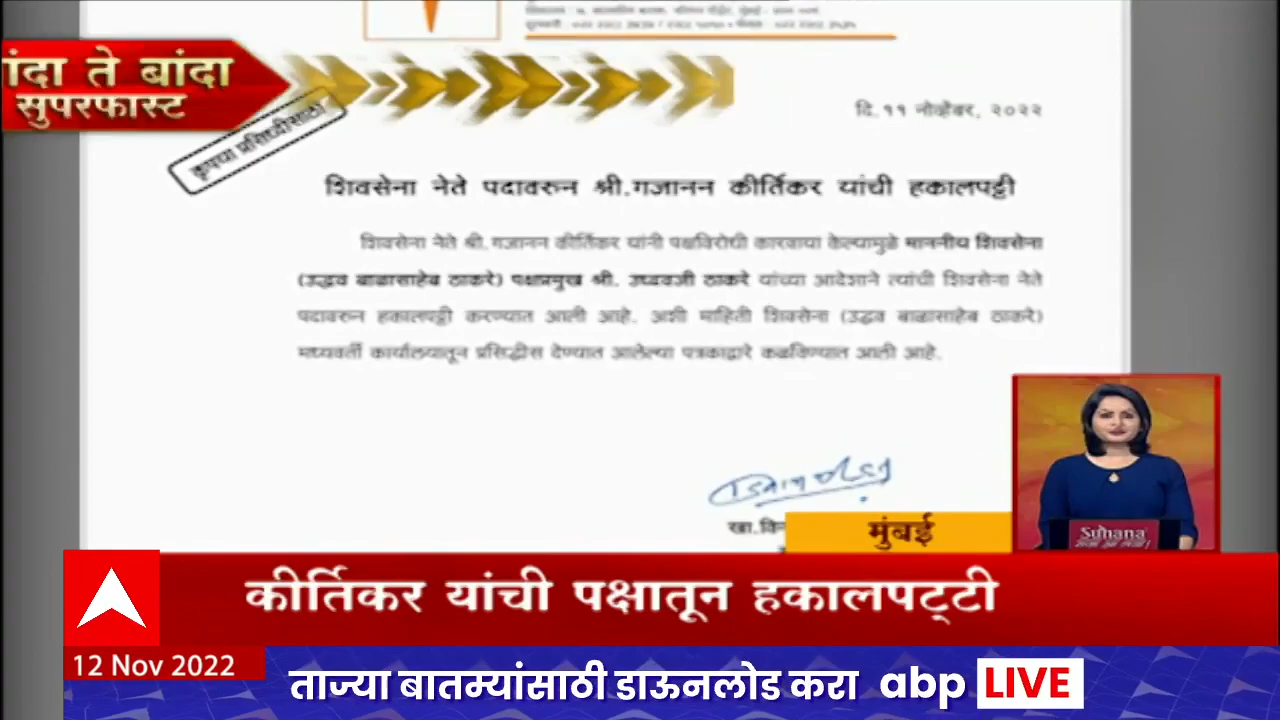 ांदा ते बांदा
सुपरफास्ट
कृपया प्रसिध्दीसाठी
दि.११ नोव्हेंबर, २०२२
शिवसेना नेते पदावरुन श्री.गजानन कीर्तिकर यांची हकालपट्टी
शिवसेना नेते श्री.गजानन कीर्तिकर यांनी पक्षविरोधी कारवाया केल्यामुळे माननीय शिवसेना
(उद्धव बाळासाहेब ठाकरे) पक्षप्रमुख श्री. उध्दवजी ठाकरे यांच्या आदेशाने त्यांची शिवसेना नेते
पदावरुन हकालपट्टी करण्यात आली आहे. अशी माहिती शिवसेना (उद्धव बाळासाहेब ठाकरे)
मध्यवर्ती कार्यालयातून प्रसिद्धीस देण्यात आलेल्या पत्रकाद्वारे कळविण्यात आली आहे.
खा.विन
मुंबई
Suhana
कीर्तिकर यांची पक्षातून हकालपट्टी
12 Nov 2022
ताज्या बातम्यांसाठी डाऊनलोड करा abp LIVE